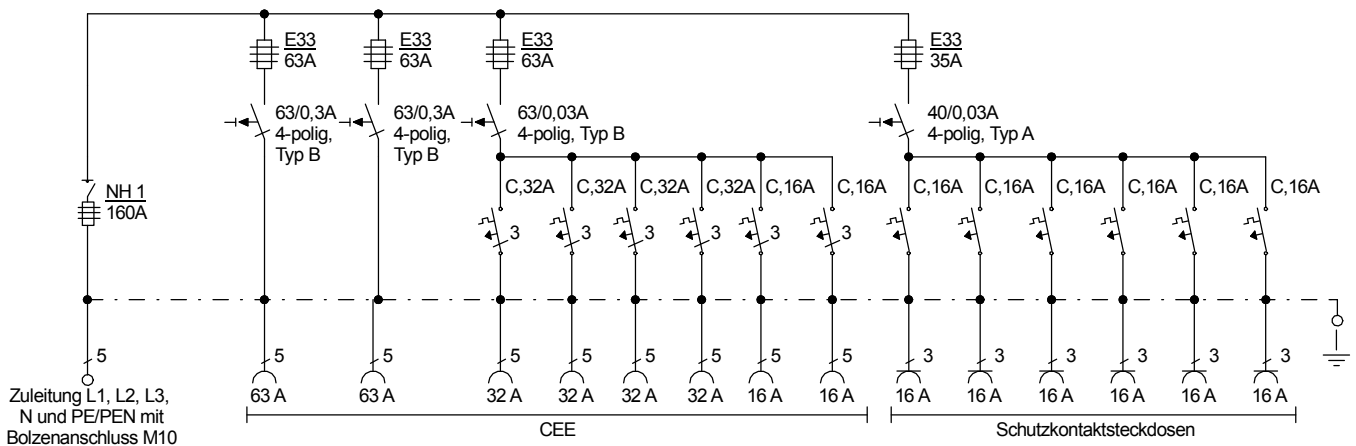 E33
63A
E33
63A
E33
63A
E33
35A
63/0,3A
4-polig,
Typ B
63/0,3A
4-polig,
Typ B
63/0,03A
4-polig, Typ B
40/0,03A
4-polig, Typ A
NH 1
160A
C,32A
C,32A
C,32A
C,32A
C,16A
C,16A
C,16A
C,16A
C,16A
C,16A
C,16A
C,16A
3
3
3
3
3
3
5
5
5
5
5
5
5
5
5
3
3
3
3
3
3
Zuleitung L1, L2, L3,
N und PE/PEN mit
Bolzenanschluss M10
63 A
63 A
32 A
32 A
32 A
32 A
16 A
16 A
16 A
16 A
16 A
16 A
16 A
16 A
CEE
Schutzkontaktsteckdosen